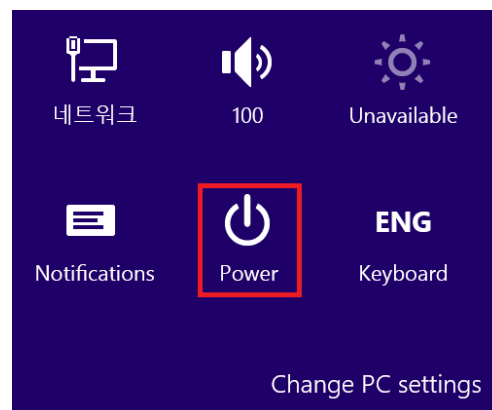 네트워크
100
Unavailable
ENG
Notifications
Power
Keyboard
Change PC settings